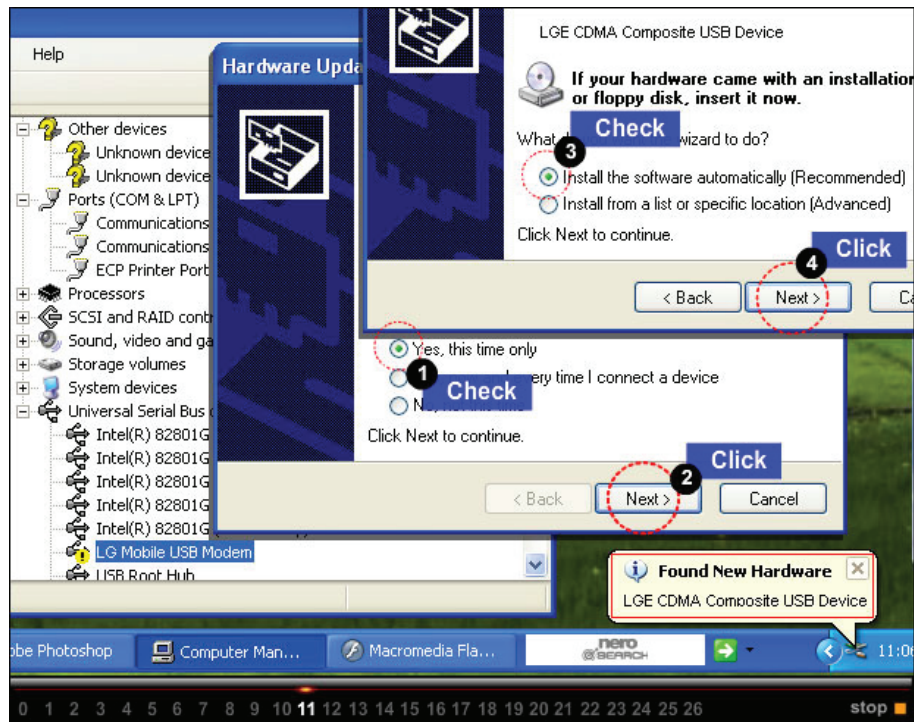 Help
Other devices
Unknown device
Unknown device
Ports (COM & LPT)
Communications
Communications
ECP Printer Port
Processors
SCSI and RAID cont
Sound, video and ga
Storage volumes
System devices
Universal Serial Bus
Intel(R) 82801G
Intel(R) 82801G
Intel(R) 82801G
Intel(R) 82801G
Intel(R) 82801G
LG Mobile USB Modem
USB Root Hub
Hardware Upda
LGE CDMA Composite USB Device
If your hardware came with an installation
or floppy disk, insert it now.
What wizard to do?
Check
3
Install the software automatically (Recommended)
Install from a list or specific location (Advanced)
Click Next to continue.
4
Click
< Back
Next >
Ca
Yes, this time only
1
very time I connect a device
Check
Click Next to continue.
2
Click
< Back
Next >
Cancel
Found New Hardware
LGE CDMA Composite USB Device
obe Photoshop
Computer Man...
Macromedia Fla...
nero
SEARCH
11:06
0 1 2 3 4 5 6 7 8 9 10 11 12 13 14 15 16 17 18 19 20 21 22 23 24 25 26
stop